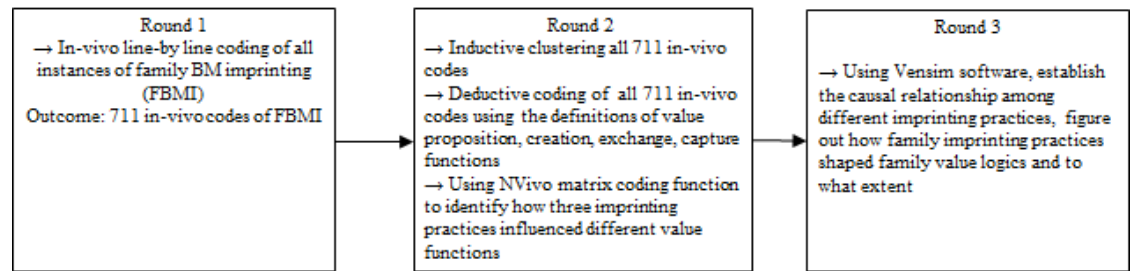 Round 1
→ In-vivo line-by line coding of all
instances of family BM imprinting
(FBMI)
Outcome: 711 in-vivo codes of FBMI
Round 2
→ Inductive clustering all 711 in-vivo
codes
→ Deductive coding of all 711 in-vivo
codes using the definitions of value
proposition, creation, exchange, capture
functions
→ Using NVivo matrix coding function
to identify how three imprinting
practices influenced different value
functions
Round 3
→ Using Vensim software, establish
the causal relationship among
different imprinting practices, figure
out how family imprinting practices
shaped family value logics and to
what extent